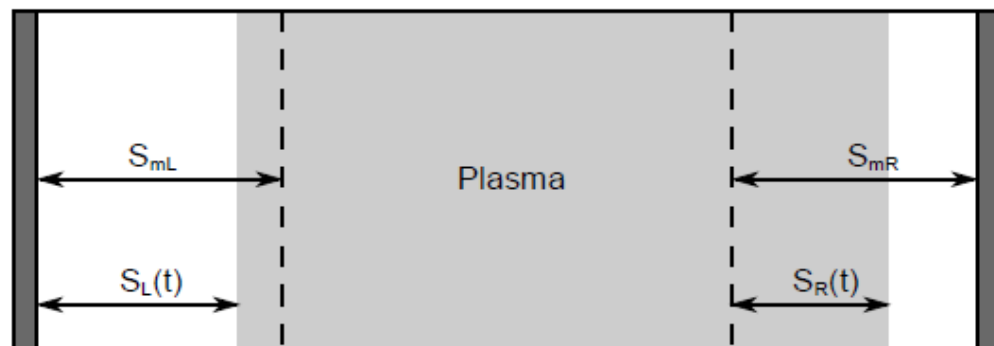 S_mL
Plasma
S_mR
S_L(t)
S_R(t)